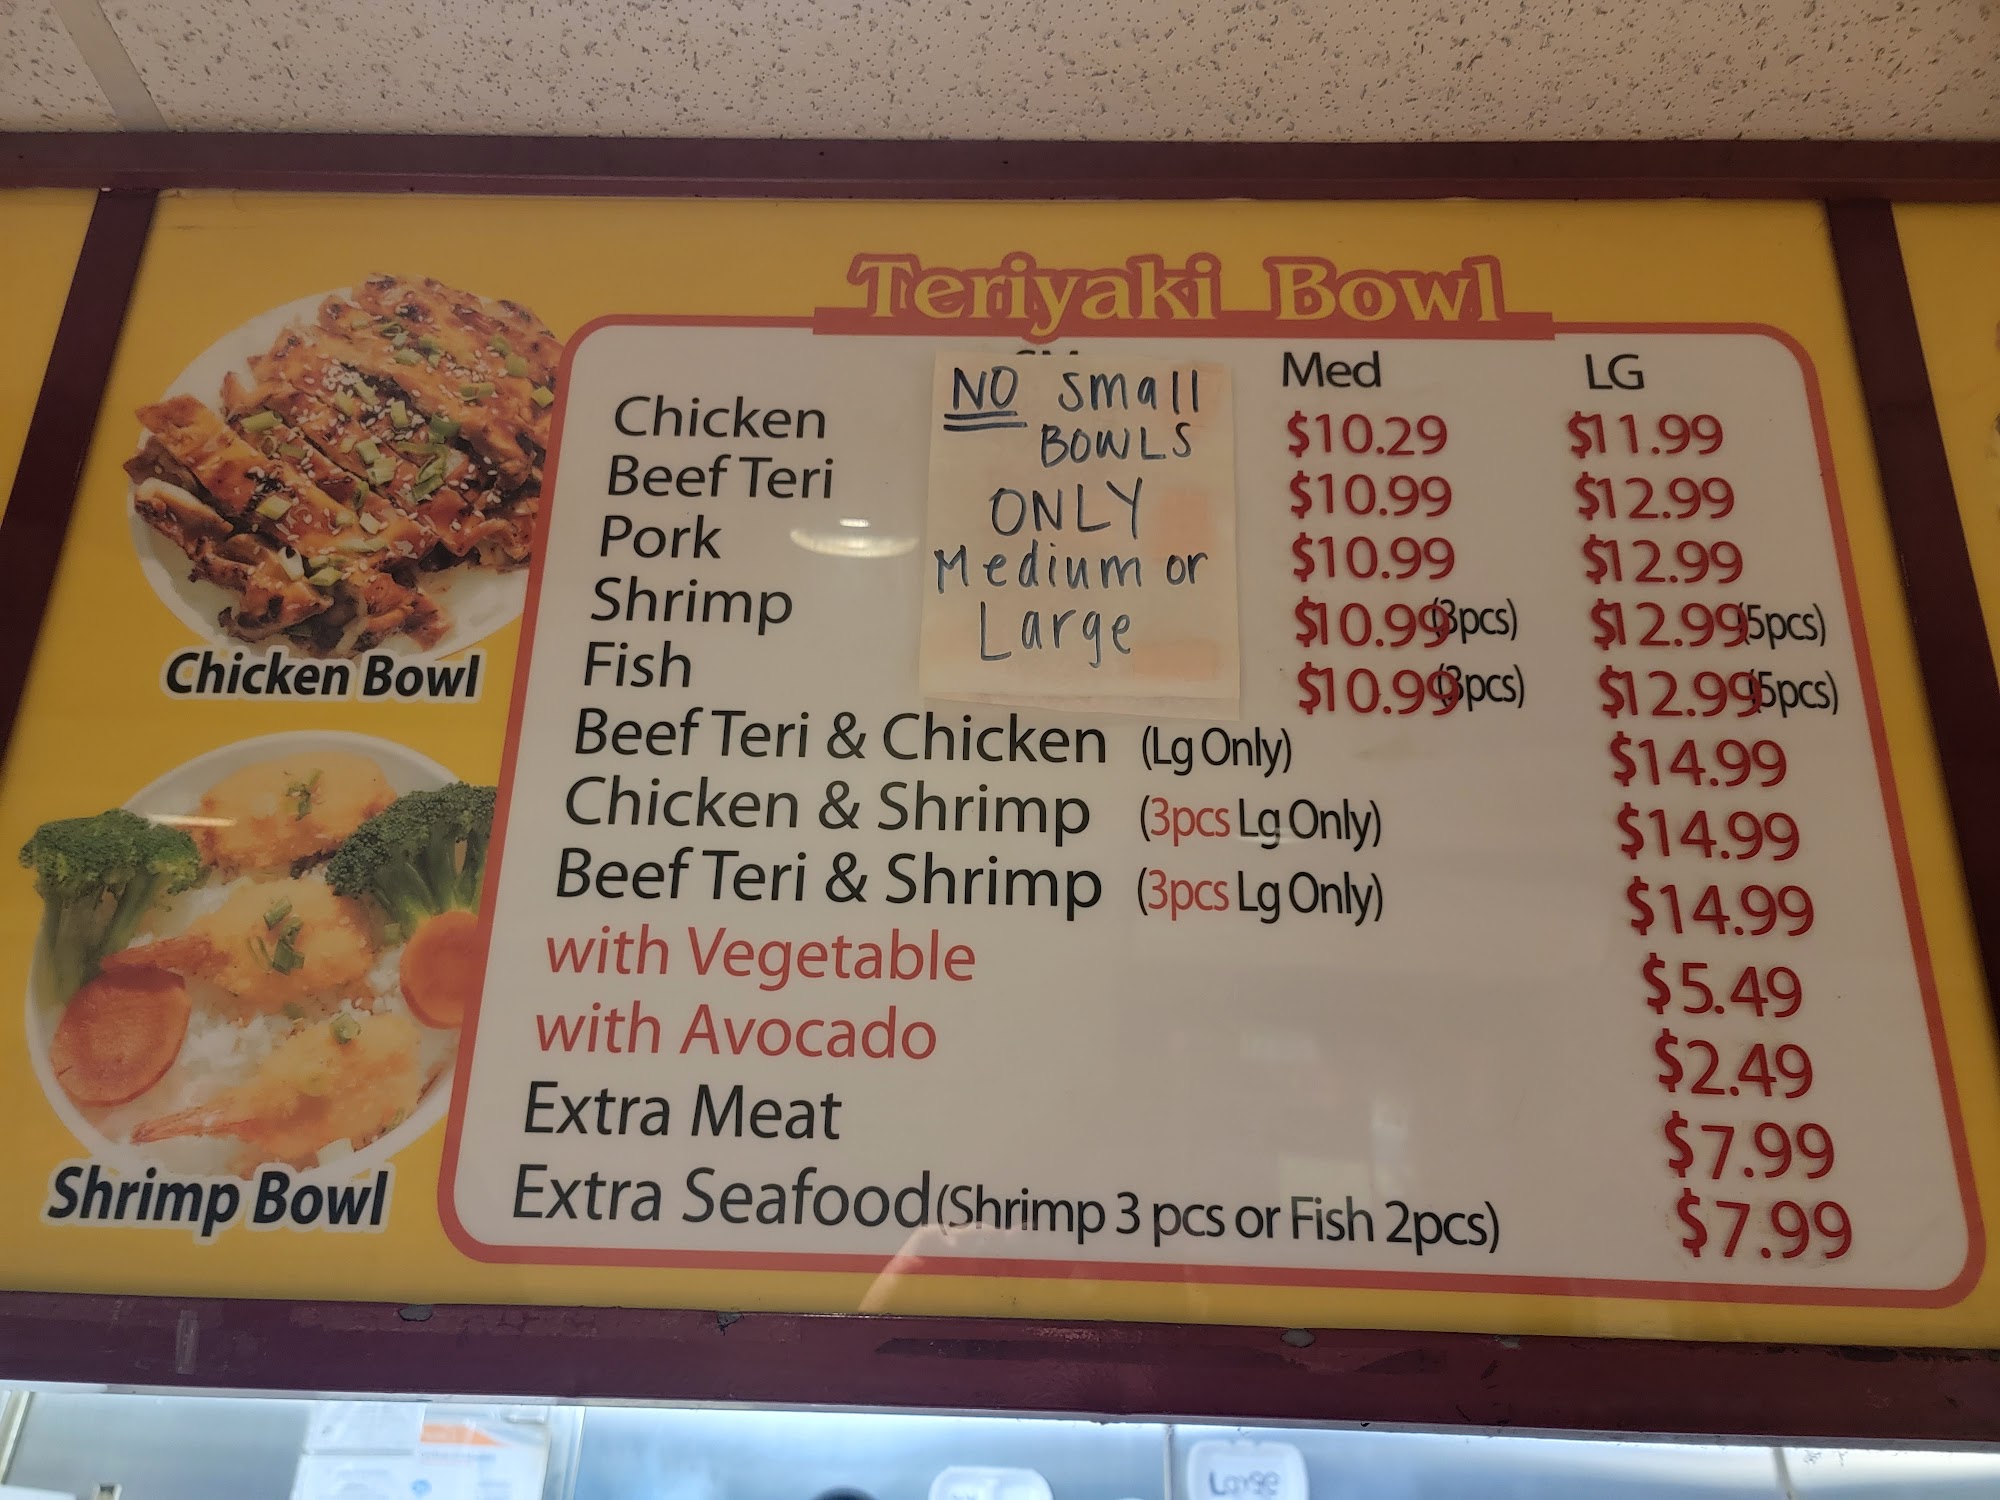 Teriyaki Bowl
Med LG
NO small
BOWLS
ONLY
Medium or
Large
Chicken $10.29 $11.99
Beef Teri $10.99 $12.99
Pork $10.99 $12.99
Shrimp $10.99(3pcs) $12.99(5pcs)
Fish $10.99(3pcs) $12.99(5pcs)
Beef Teri & Chicken (Lg Only) $14.99
Chicken & Shrimp (3pcs Lg Only) $14.99
Beef Teri & Shrimp (3pcs Lg Only) $14.99
with Vegetable $5.49
with Avocado $2.49
Extra Meat $7.99
Extra Seafood(Shrimp 3 pcs or Fish 2pcs) $7.99
Chicken Bowl
Shrimp Bowl
Large